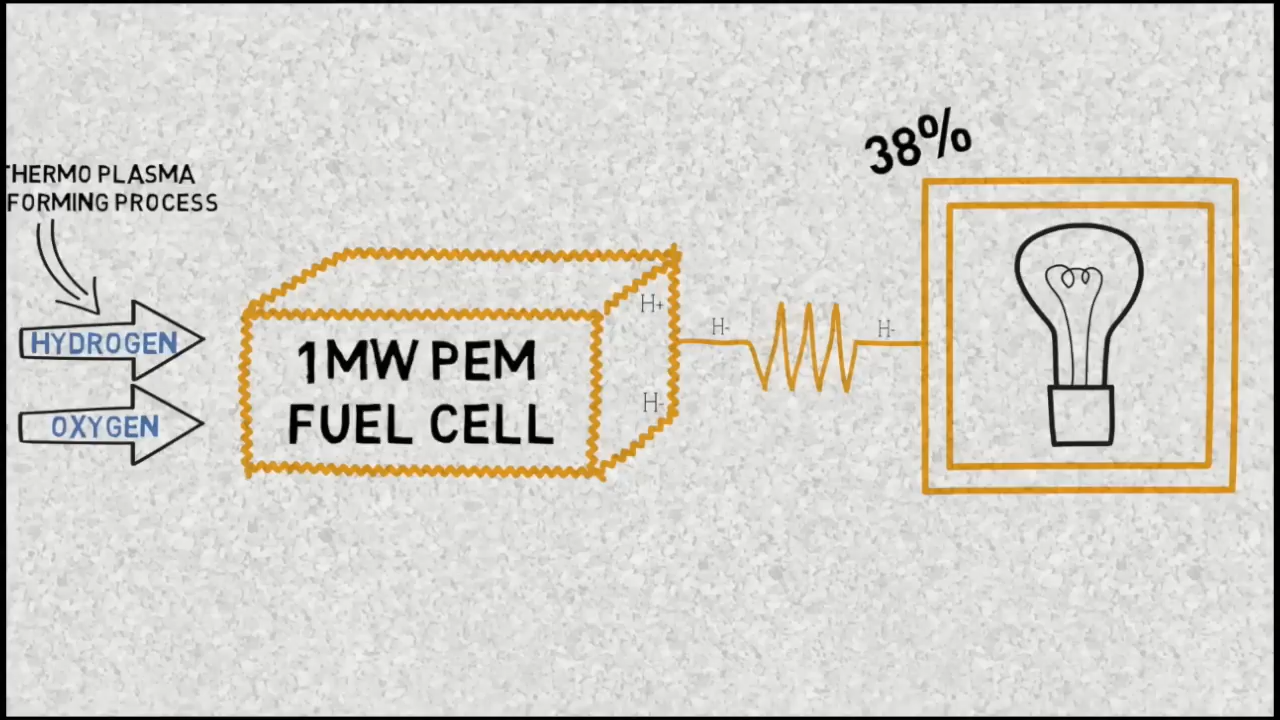 38%
THERMO PLASMA
FORMING PROCESS
HYDROGEN
OXYGEN
1MW PEM
FUEL CELL
H+
H-
H-
H-